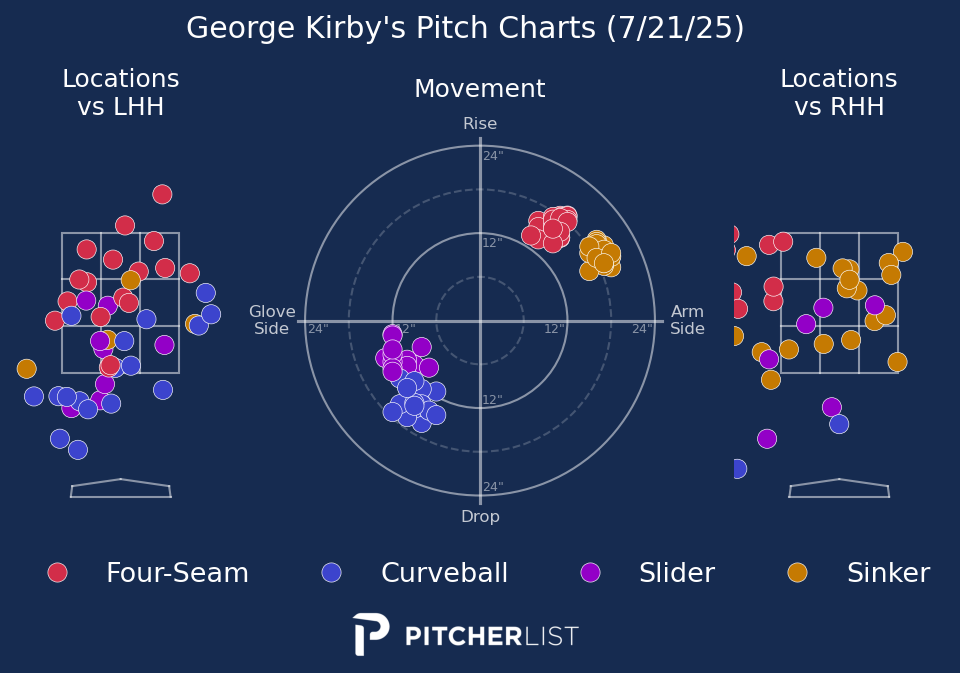 George Kirby's Pitch Charts (7/21/25)
Locations
vs LHH
Movement
Locations
vs RHH
Rise
24"
12"
Glove
Side
24"
12"
12"
24"
Arm
Side
12"
24"
Drop
Four-Seam
Curveball
Slider
Sinker
PITCHERLIST